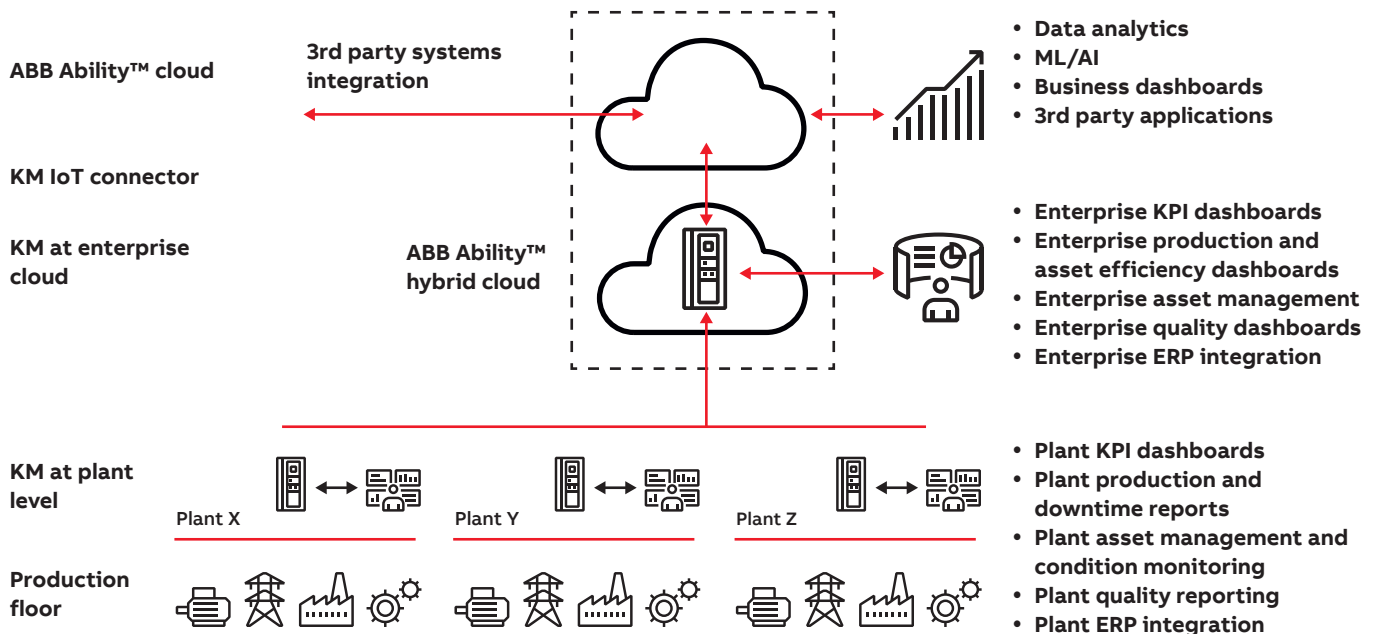 ABB Ability™ cloud
3rd party systems
integration
• Data analytics
• ML/AI
• Business dashboards
• 3rd party applications
KM IoT connector
KM at enterprise
cloud
ABB Ability™
hybrid cloud
• Enterprise KPI dashboards
• Enterprise production and
asset efficiency dashboards
• Enterprise asset management
• Enterprise quality dashboards
• Enterprise ERP integration
KM at plant
level
Plant X
Plant Y
Plant Z
• Plant KPI dashboards
• Plant production and
downtime reports
• Plant asset management and
condition monitoring
• Plant quality reporting
• Plant ERP integration
Production
floor